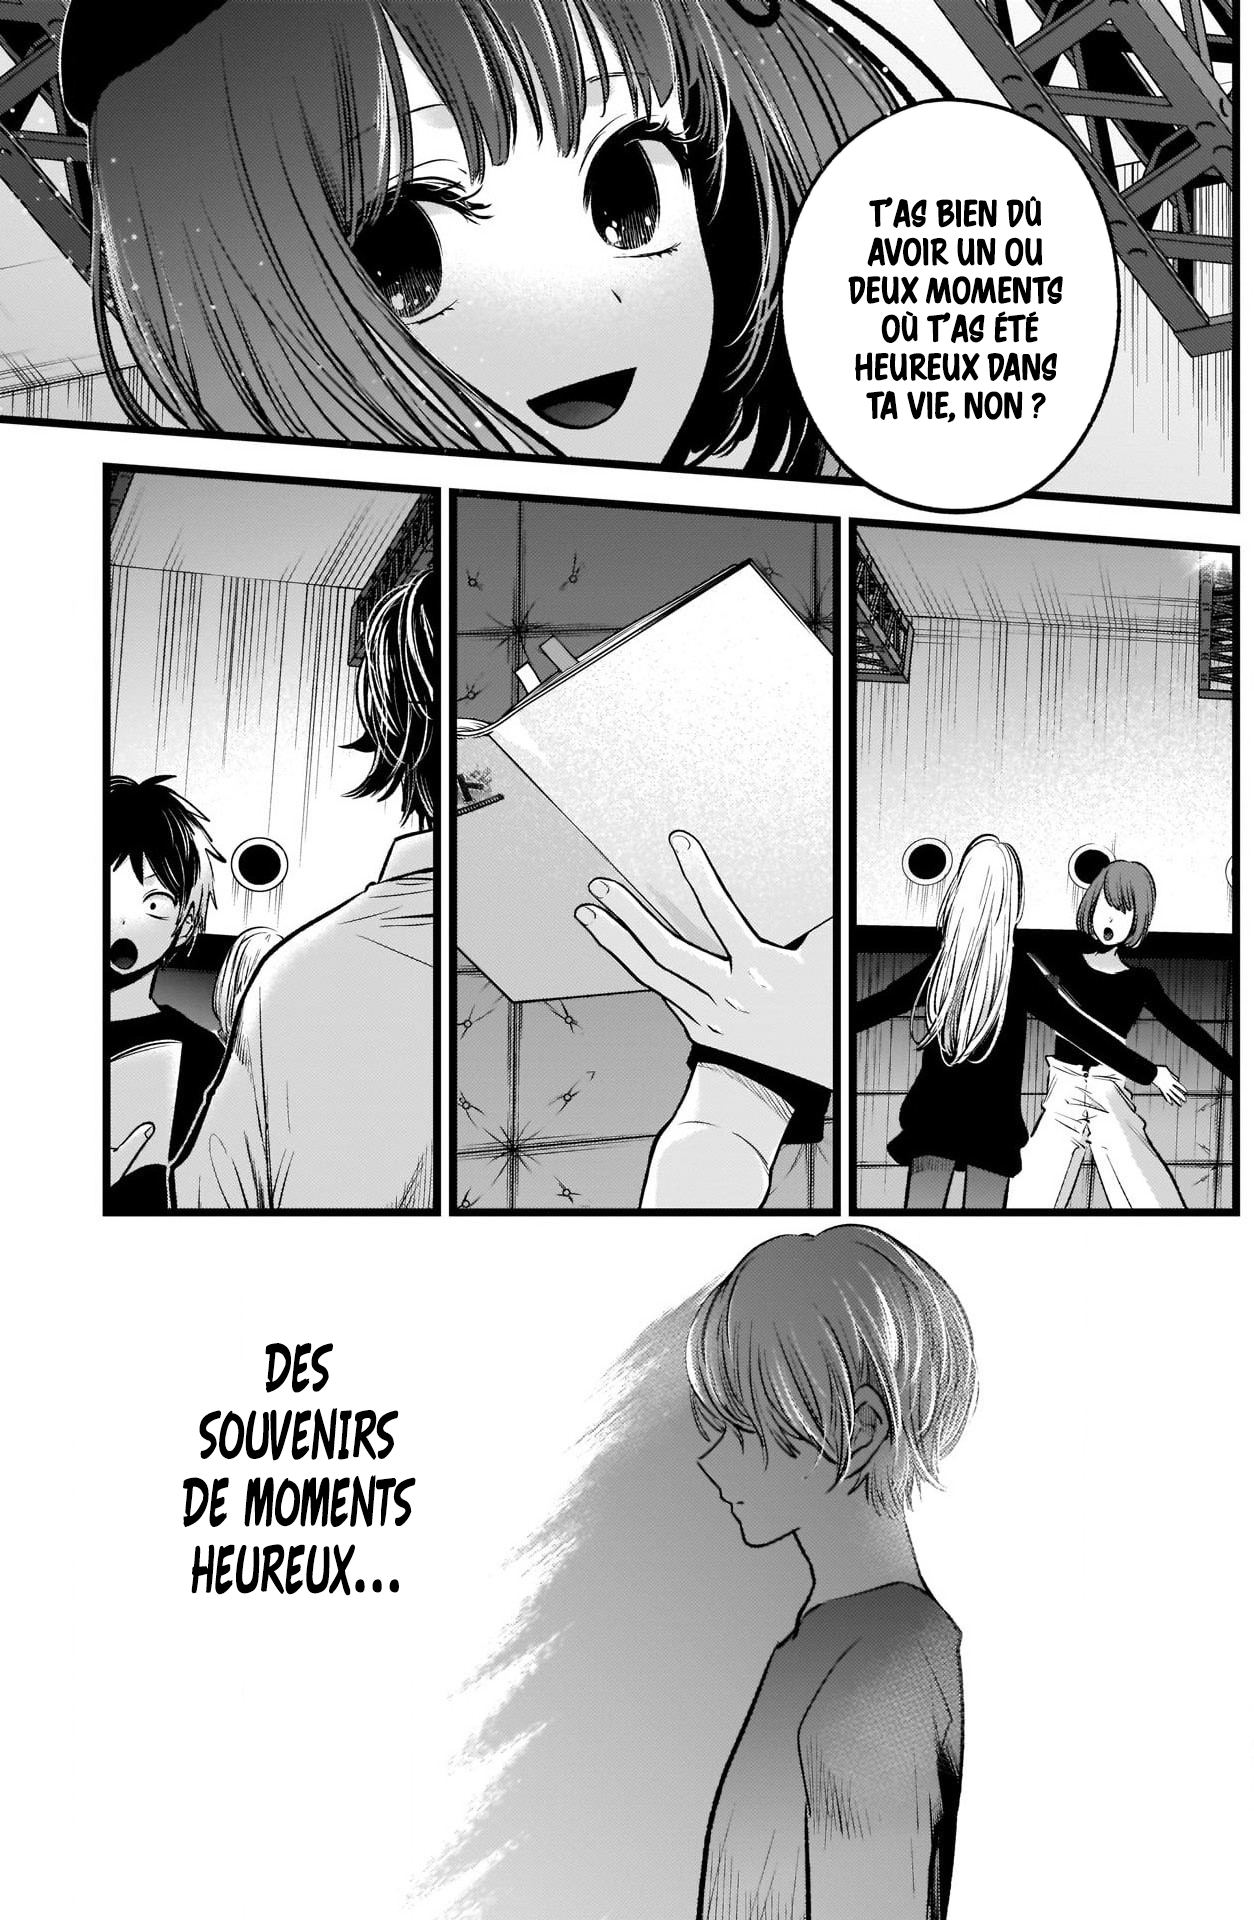 T'AS BIEN DÛ
AVOIR UN OU
DEUX MOMENTS
OÙ T'AS ÉTÉ
HEUREUX DANS
TA VIE, NON ?
ト
DES
SOUVENIRS
DE MOMENTS
HEUREUX...